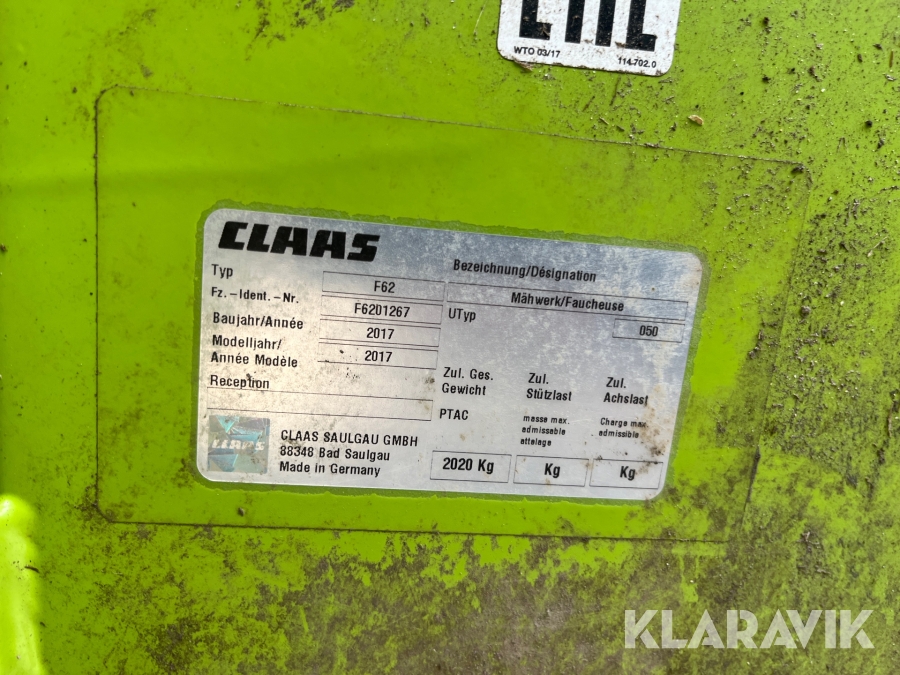 WTO 03/17 114 702.0
CLAAS
Typ F62
Bezeichnung/Désignation
Mähwerk/Faucheuse
Fz.-Ident.-Nr. F6201267
UTyp 050
Baujahr/Année 2017
Modelljahr/
Année Modèle 2017
Reception
Zul. Ges.
Gewicht
PTAC
2020 Kg
Zul.
Stützlast
masse max.
admissable
attelage
Kg
Zul.
Achslast
Charge max.
admissible
Kg
CLAAS
CLAAS SAULGAU GMBH
88348 Bad Saulgau
Made in Germany
KLARAVIK